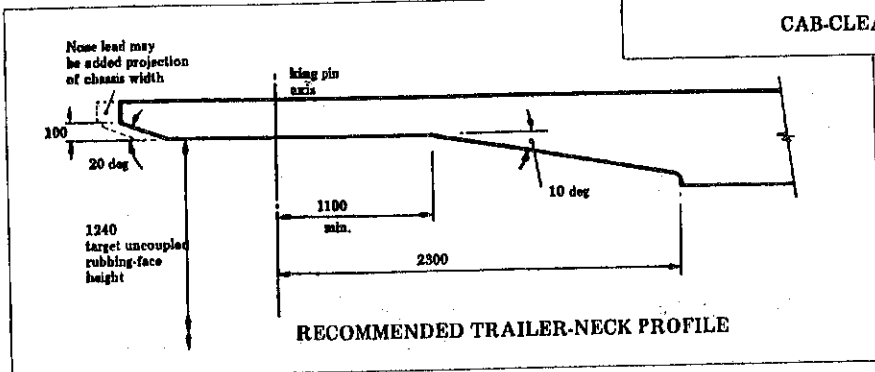 CAB-CLEA
Nose lead may
be added projection
of chassis width
king pin
axis
100
20 deg
10 deg
1100
min.
1240
target uncoupled
rubbing-face
height
2300
RECOMMENDED TRAILER-NECK PROFILE